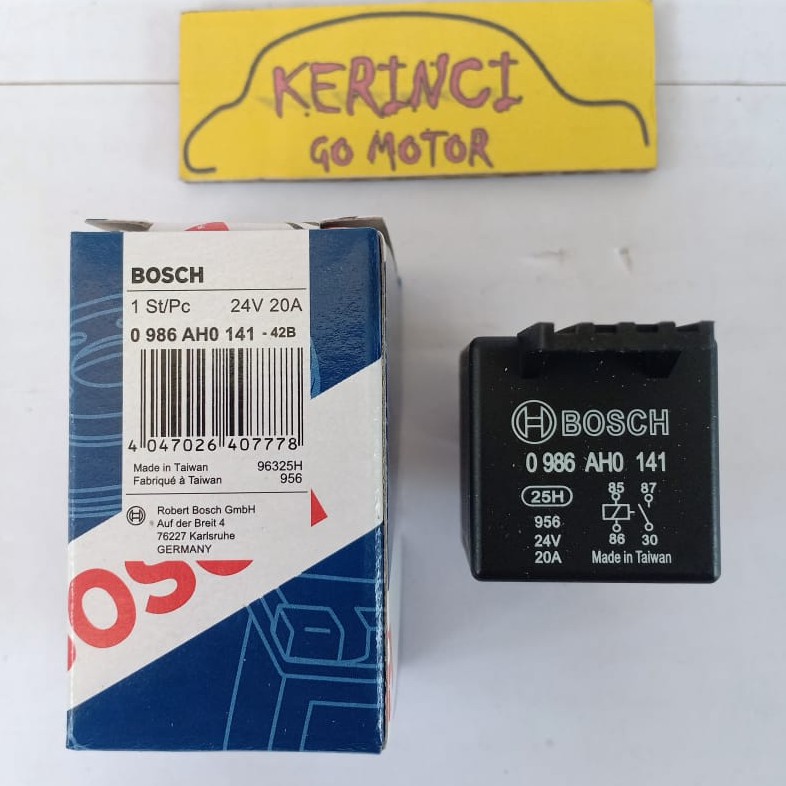 KERINCI
GO MOTOR
BOSCH
1 St/Pc 24V 20A
0 986 AH0 141 - 42B
4 047026 407778
Made in Taiwan 96325H
Fabriqué à Taiwan 956
Robert Bosch GmbH
Auf der Breit 4
76227 Karlsruhe
GERMANY
OSC
BOSCH
0 986 AH0 141
25H
85 87
956
24V
86 30
20A
Made in Taiwan